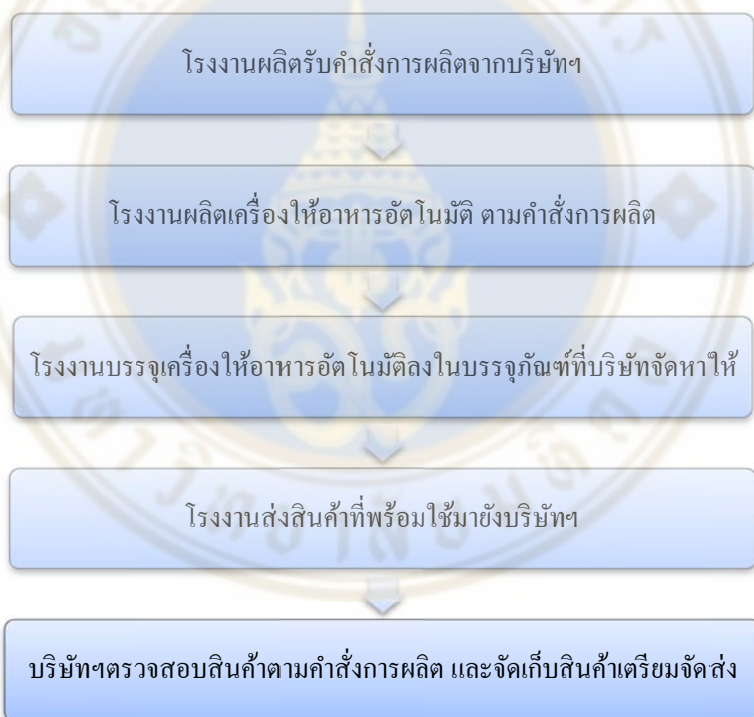 โรงงานผลิตรับคำสั่งการผลิตจากบริษัทฯ
โรงงานผลิตเครื่องให้อาหารอัตโนมัติ ตามคำสั่งการผลิต
โรงงานบรรจุเครื่องให้อาหารอัตโนมัติลงในบรรจุภัณฑ์ที่บริษัทจัดหาให้
โรงงานส่งสินค้าที่พร้อมใช้มายังบริษัทฯ
บริษัทฯตรวจสอบสินค้าตามคำสั่งการผลิต และจัดเก็บสินค้าเตรียมจัดส่ง